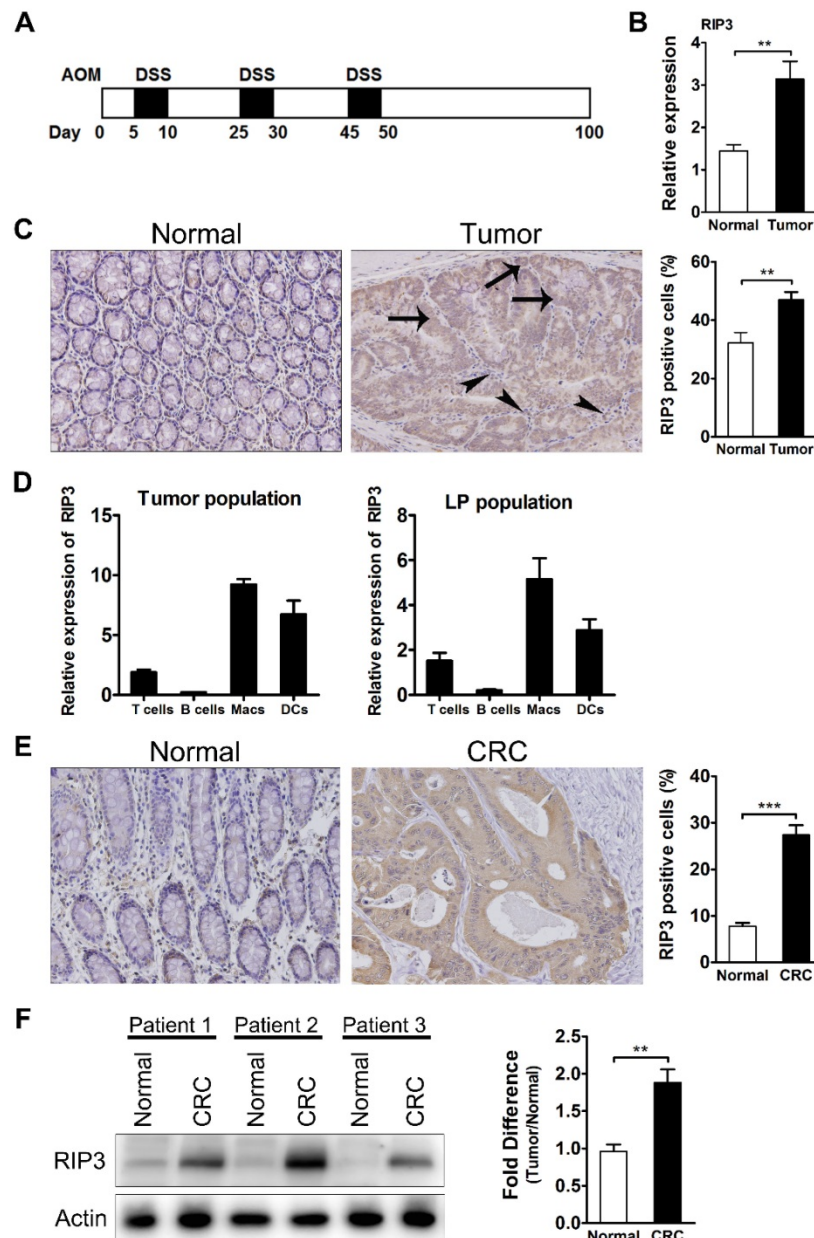 A
AOM DSS DSS DSS
Day 0 5 10 25 30 45 50 100
B
RIP3
**
Relative expression
4
3
2
1
0
Normal Tumor
C
Normal
Tumor
**
RIP3 positive cells (%)
60
40
20
0
Normal Tumor
D
Tumor population
Relative expression of RIP3
15
10
5
0
T cells B cells Macs DCs
LP population
Relative expression of RIP3
8
6
4
2
0
T cells B cells Macs DCs
E
Normal
CRC
***
RIP3 positive cells (%)
40
30
20
10
0
Normal CRC
F
Patient 1 Patient 2 Patient 3
Normal CRC Normal CRC Normal CRC
RIP3
Actin
**
Fold Difference
(Tumor/Normal)
2.5
2.0
1.5
1.0
0.5
0.0
Normal CRC